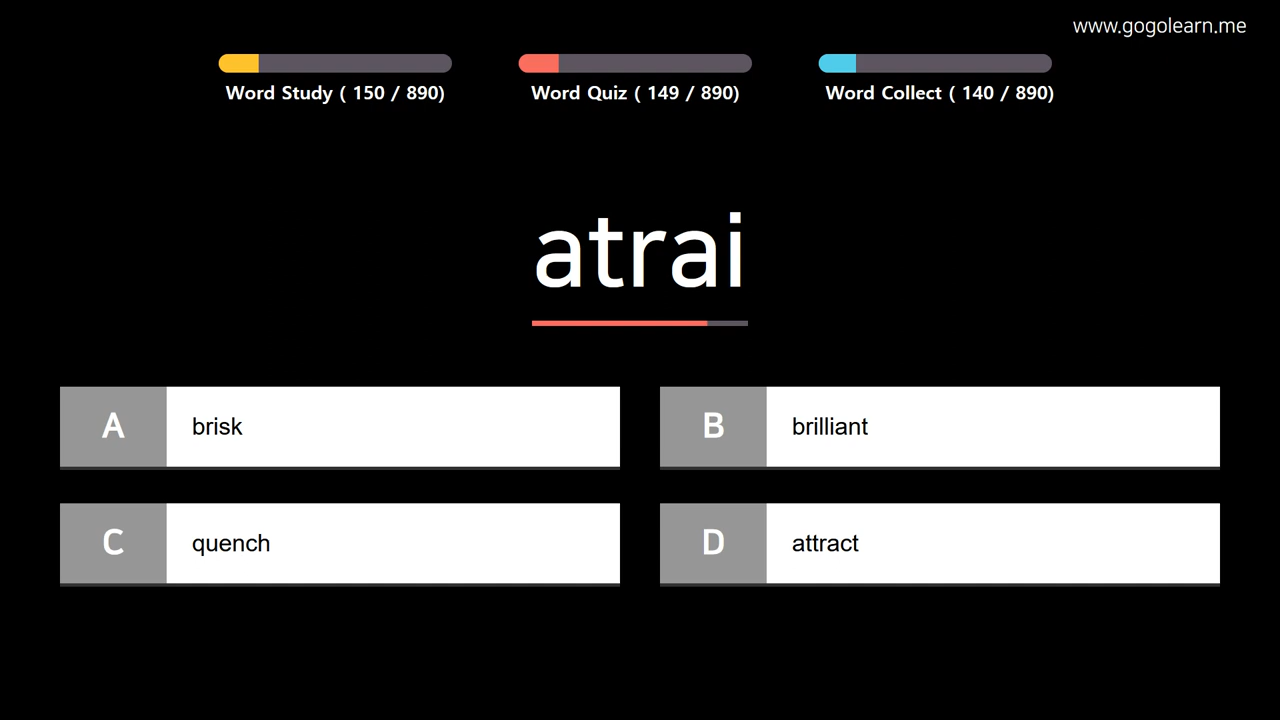 www.gogolearn.me
Word Study ( 150 / 890)
Word Quiz ( 149 / 890)
Word Collect ( 140 / 890)
atrai
A
brisk
B
brilliant
C
quench
D
attract